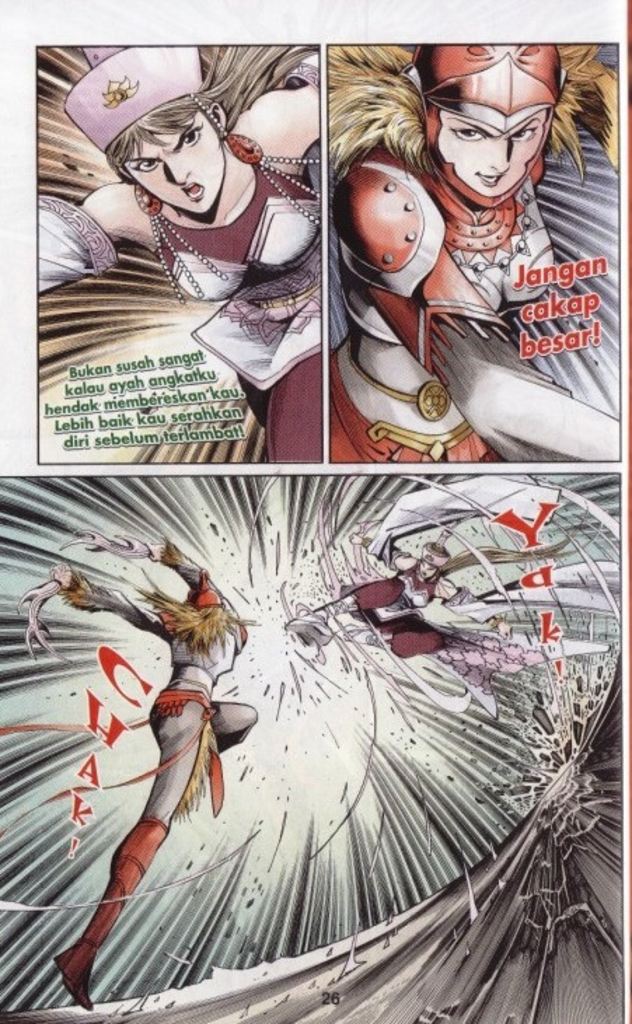 Bukan susah sangat
kalau ayah angkatku
hendak membereskan kau.
Lebih baik kau serahkan
diri sebelum terlambat!
Jangan
cakap
besar!
Yak!
CHAK!
26